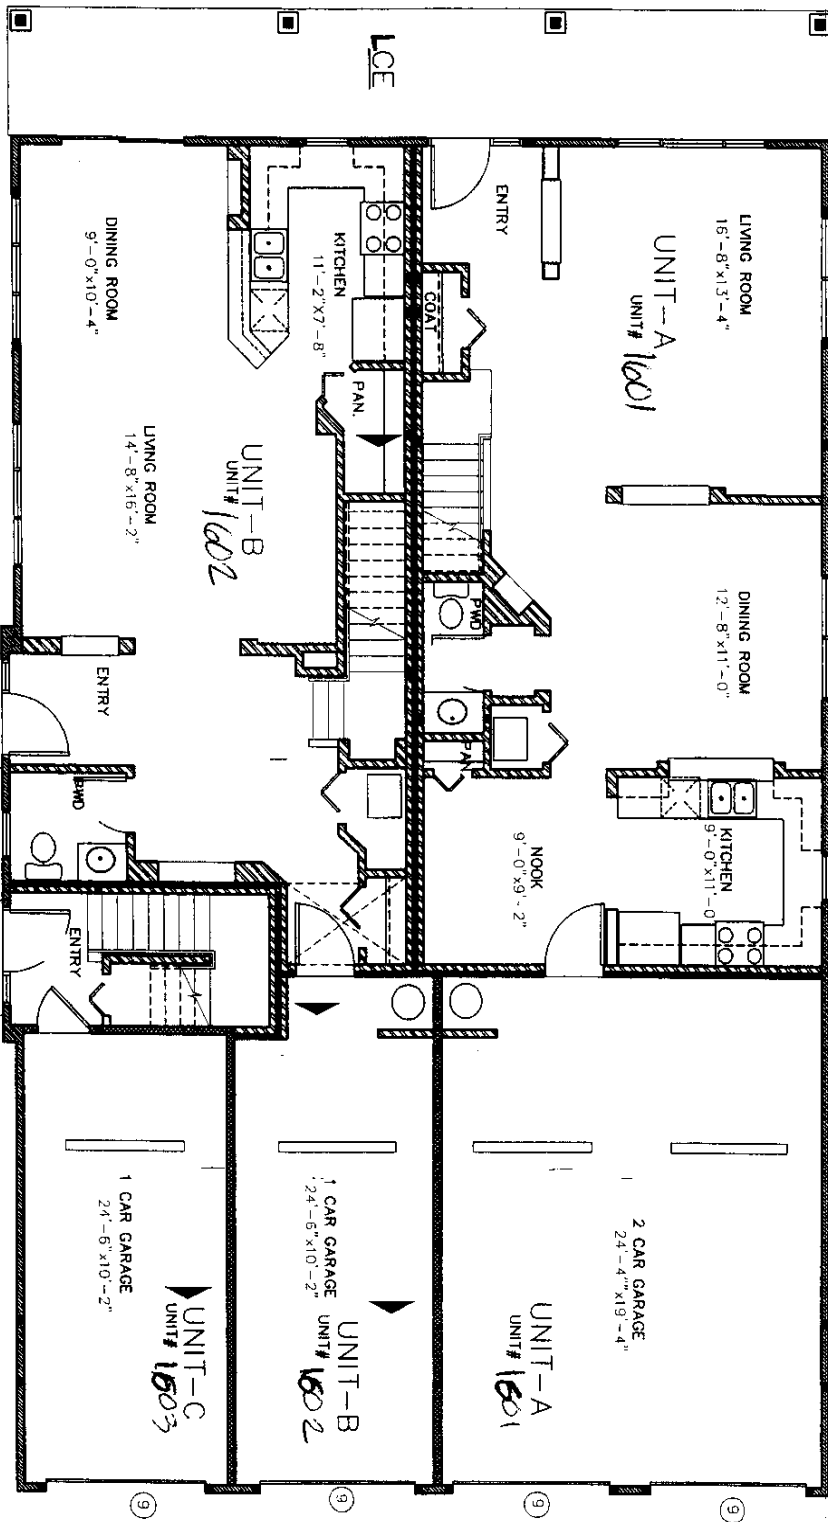 LCE
LIVING ROOM
16'-8"x13'-4"
UNIT-A
UNIT# 1601
ENTRY
COAT
KITCHEN
11'-2"X7'-8"
DINING ROOM
9'-0"x10'-4"
PAN.
LIVING ROOM
14'-8"x16'-2"
UNIT-B
UNIT# 1602
PWD
DINING ROOM
12'-8"x11'-0"
ENTRY
PAN
NOOK
9'-0"x9'-2"
KITCHEN
9'-0"x11'-0
PWD
ENTRY
2 CAR GARAGE
24'-4""x19'-4"
UNIT-A
UNIT#
1 CAR GARAGE
24'-6"x10'-2"
UNIT-B
UNIT#
1 CAR GARAGE
24'-6"x10'-2"
UNIT-C
UNIT#
9
9
9
9